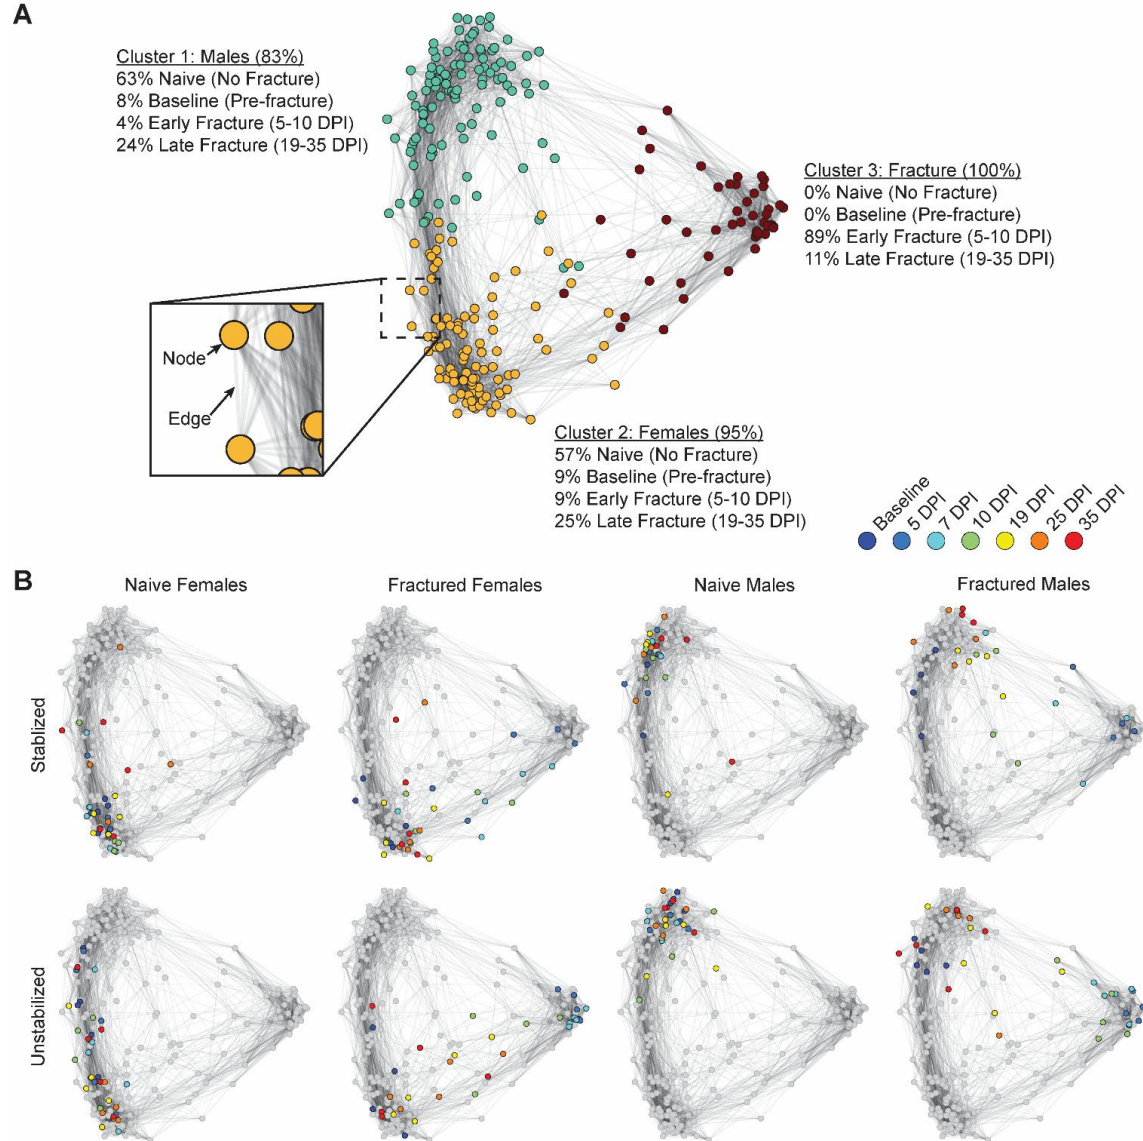 A
Cluster 1: Males (83%)
63% Naive (No Fracture)
8% Baseline (Pre-fracture)
4% Early Fracture (5-10 DPI)
24% Late Fracture (19-35 DPI)
Cluster 3: Fracture (100%)
0% Naive (No Fracture)
0% Baseline (Pre-fracture)
89% Early Fracture (5-10 DPI)
11% Late Fracture (19-35 DPI)
Node
Edge
Cluster 2: Females (95%)
57% Naive (No Fracture)
9% Baseline (Pre-fracture)
9% Early Fracture (5-10 DPI)
25% Late Fracture (19-35 DPI)
Baseline
5 DPI
7 DPI
10 DPI
19 DPI
25 DPI
35 DPI
B
Naive Females
Fractured Females
Naive Males
Fractured Males
Stablized
Unstabilized